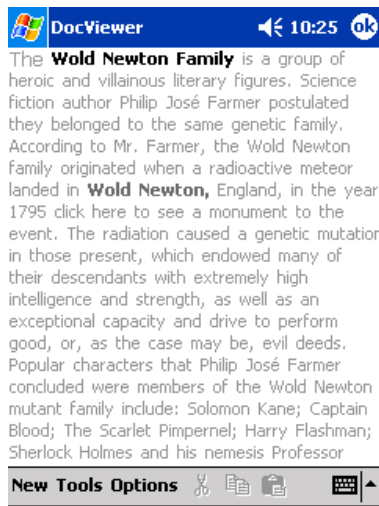 DocViewer 10:25 ok
The Wold Newton Family is a group of
heroic and villainous literary figures. Science
fiction author Philip José Farmer postulated
they belonged to the same genetic family.
According to Mr. Farmer, the Wold Newton
family originated when a radioactive meteor
landed in Wold Newton, England, in the year
1795 click here to see a monument to the
event. The radiation caused a genetic mutation
in those present, which endowed many of
their descendants with extremely high
intelligence and strength, as well as an
exceptional capacity and drive to perform
good, or, as the case may be, evil deeds.
Popular characters that Philip José Farmer
concluded were members of the Wold Newton
mutant family include: Solomon Kane; Captain
Blood; The Scarlet Pimpernel; Harry Flashman;
Sherlock Holmes and his nemesis Professor
New Tools Options